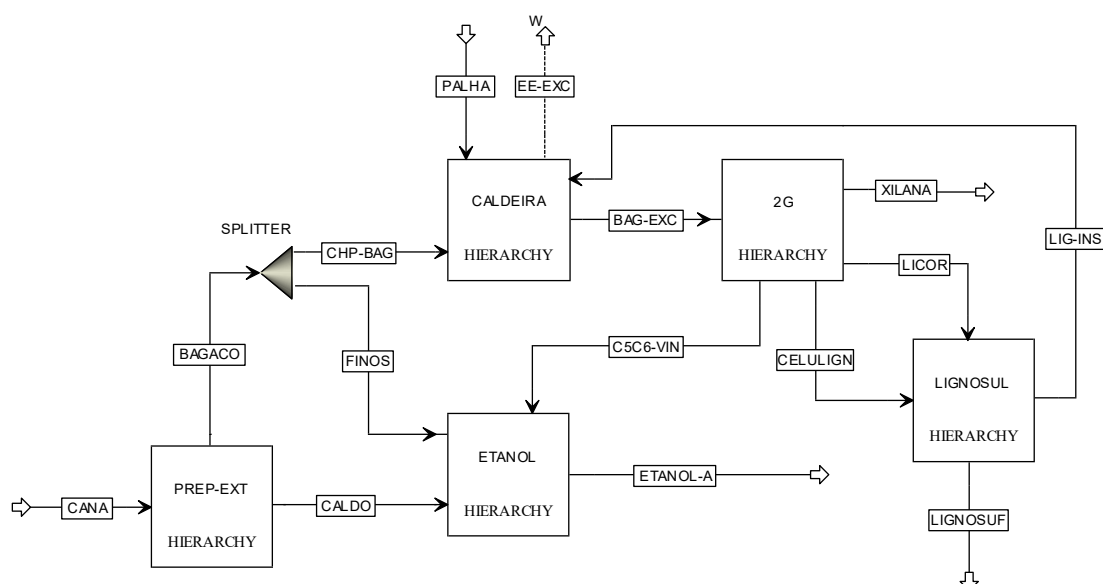 W
PALHA
EE-EXC
CALDEIRA
HIERARCHY
2G
HIERARCHY
XILANA
BAG-EXC
LIG-INS
SPLITTER
CHP-BAG
LICOR
BAGACO
FINOS
C5C6-VIN
CELULIGN
LIGNOSUL
HIERARCHY
ETANOL
HIERARCHY
ETANOL-A
PREP-EXT
HIERARCHY
CANA
CALDO
LIGNOSUF